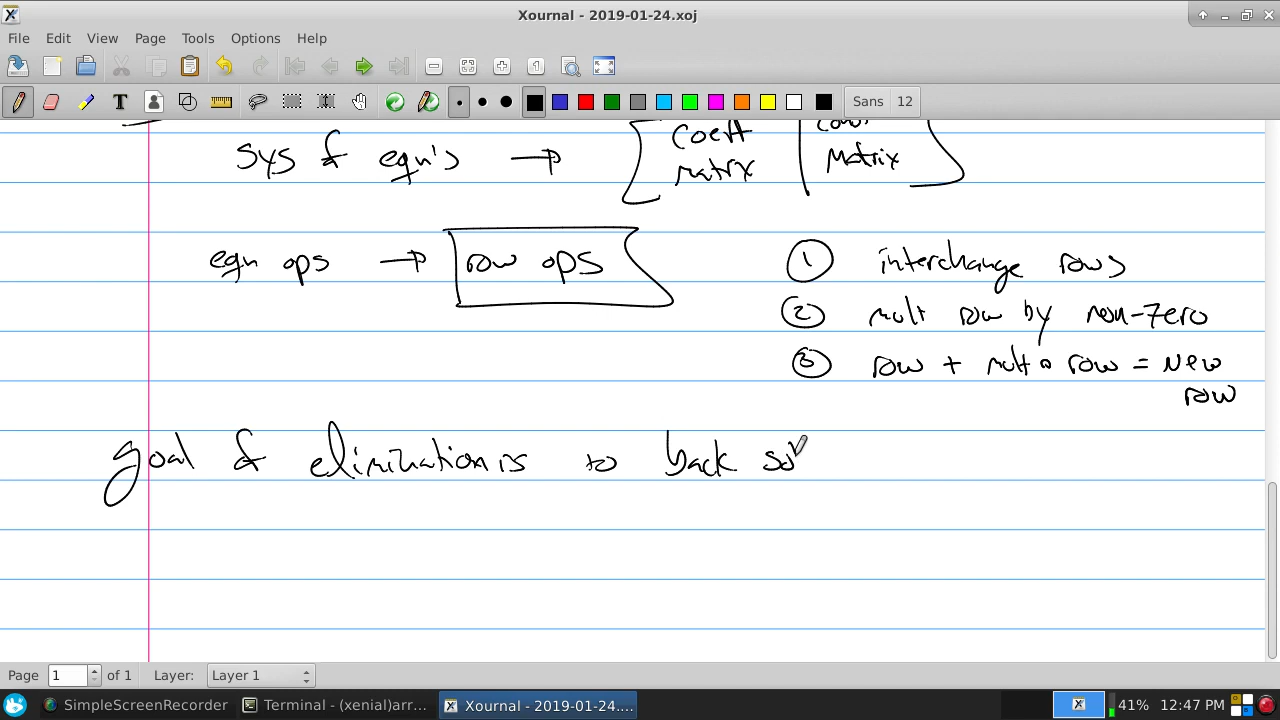 Xournal - 2019-01-24.xoj
File Edit View Page Tools Options Help
Sans 12
sys of eqn's → coeff matrix
Matrix
eqn ops → row ops
① interchange rows
② mult row by non-zero
③ row + mult o row = New row
goal of elimination is to back
Page 1 of 1 Layer: Layer 1
SimpleScreenRecorder Terminal - (xenial)arr... Xournal - 2019-01-24.... 41% 12:47 PM